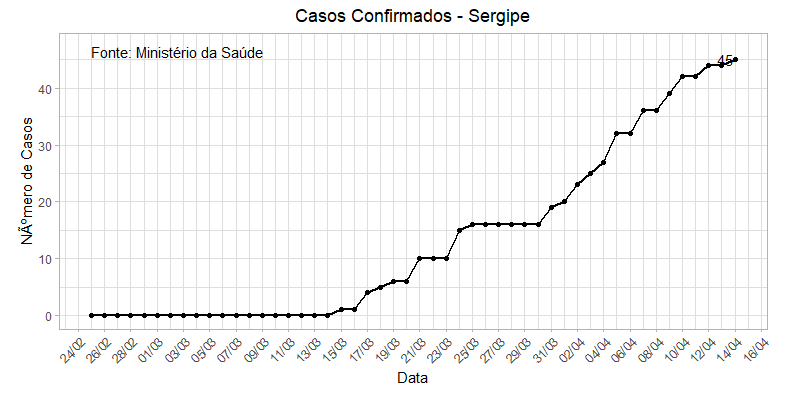 Casos Confirmados - Sergipe
Fonte: Ministério da Saúde
45
NÃºmero de Casos
40
30
20
10
0
24/02 26/02 28/02 01/03 03/03 05/03 07/03 09/03 11/03 13/03 15/03 17/03 19/03 21/03 23/03 25/03 27/03 29/03 31/03 02/04 04/04 06/04 08/04 10/04 12/04 14/04 16/04
Data